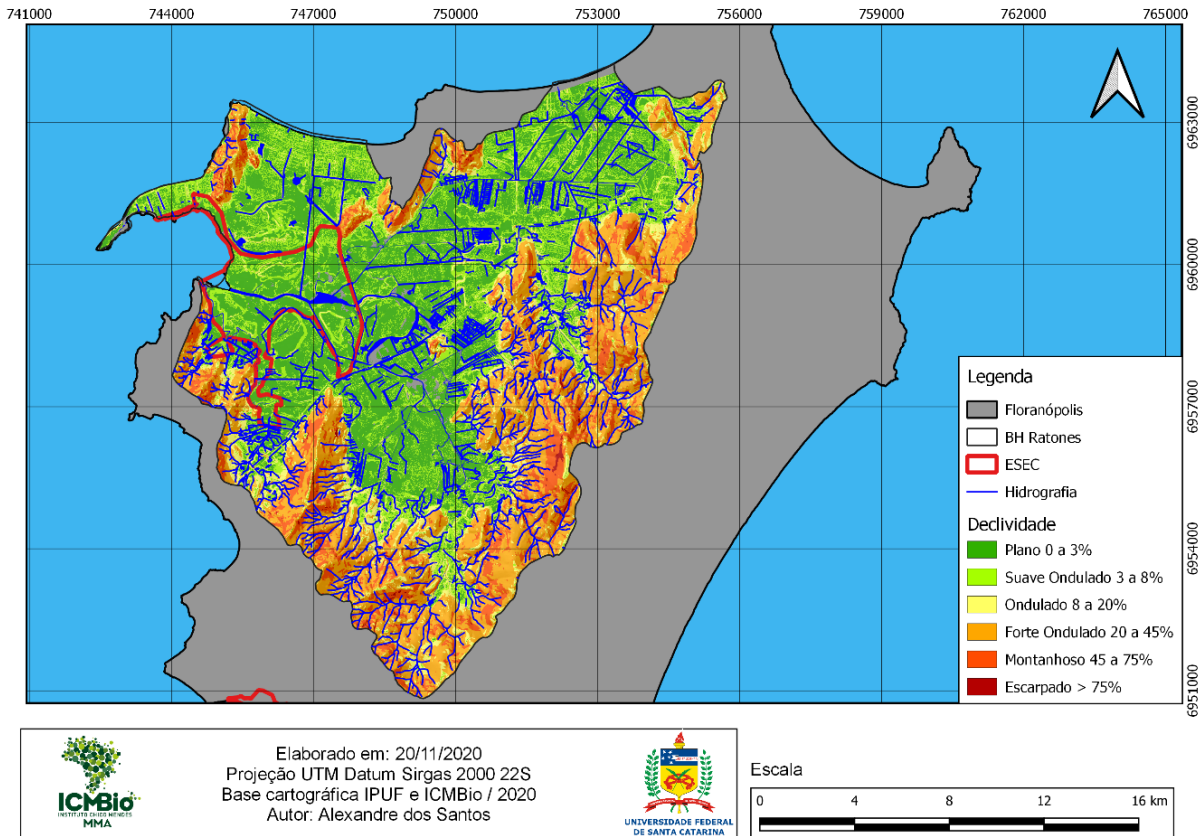 741000 744000 747000 750000 753000 756000 759000 762000 765000
6963000
6960000
6957000
6954000
6951000
Legenda
Floranópolis
BH Ratones
ESEC
Hidrografia
Declividade
Plano 0 a 3%
Suave Ondulado 3 a 8%
Ondulado 8 a 20%
Forte Ondulado 20 a 45%
Montanhoso 45 a 75%
Escarpado > 75%
ICMBio
INSTITUTO CHICO MENDES
MMA
Elaborado em: 20/11/2020
Projeção UTM Datum Sirgas 2000 22S
Base cartográfica IPUF e ICMBio / 2020
Autor: Alexandre dos Santos
UNIVERSIDADE FEDERAL
DE SANTA CATARINA
Escala
0 4 8 12 16 km